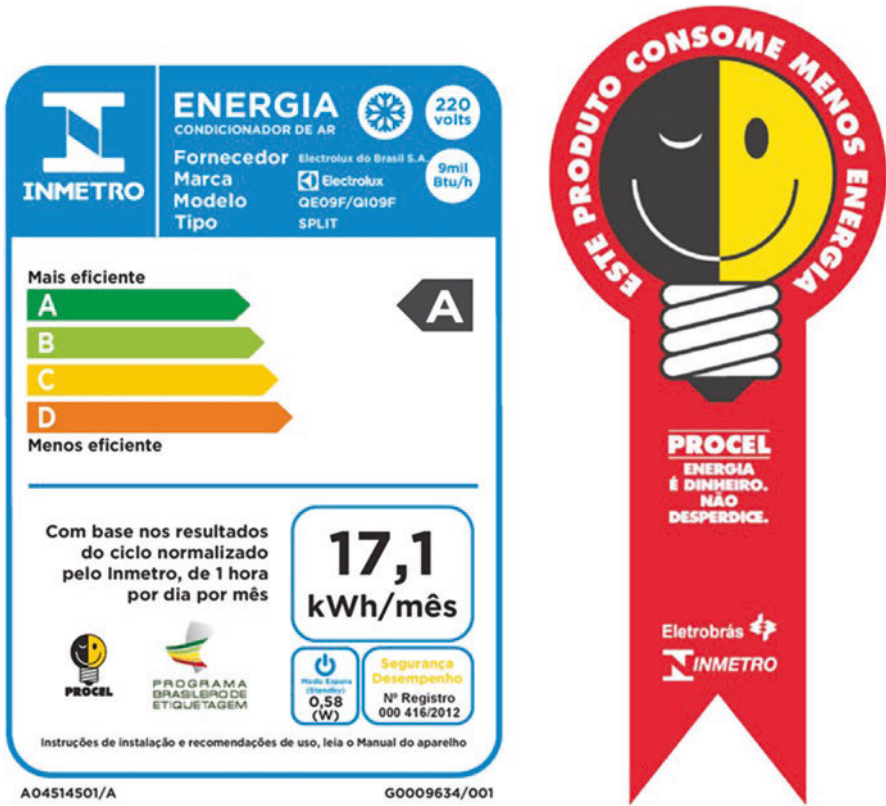 INMETRO
ENERGIA
CONDICIONADOR DE AR
220
volts
Fornecedor Electrolux do Brasil S.A.
Marca Electrolux
Modelo QE09F/QI09F
Tipo SPLIT
9mil
Btu/h
Mais eficiente
A
A
B
C
D
Menos eficiente
Com base nos resultados
do ciclo normalizado
pelo Inmetro, de 1 hora
por dia por mês
17,1
kWh/mês
PROCEL
PROGRAMA
BRASILEIRO DE
ETIQUETAGEM
Modo Espera
(Standby)
0,58
(W)
Segurança
Desempenho
Nº Registro
000 416/2012
Instruções de instalação e recomendações de uso, leia o Manual do aparelho
A04514501/A G0009634/001
ESTE PRODUTO CONSOME MENOS ENERGIA
PROCEL
ENERGIA
É DINHEIRO.
NÃO
DESPERDICE.
Eletrobrás
INMETRO